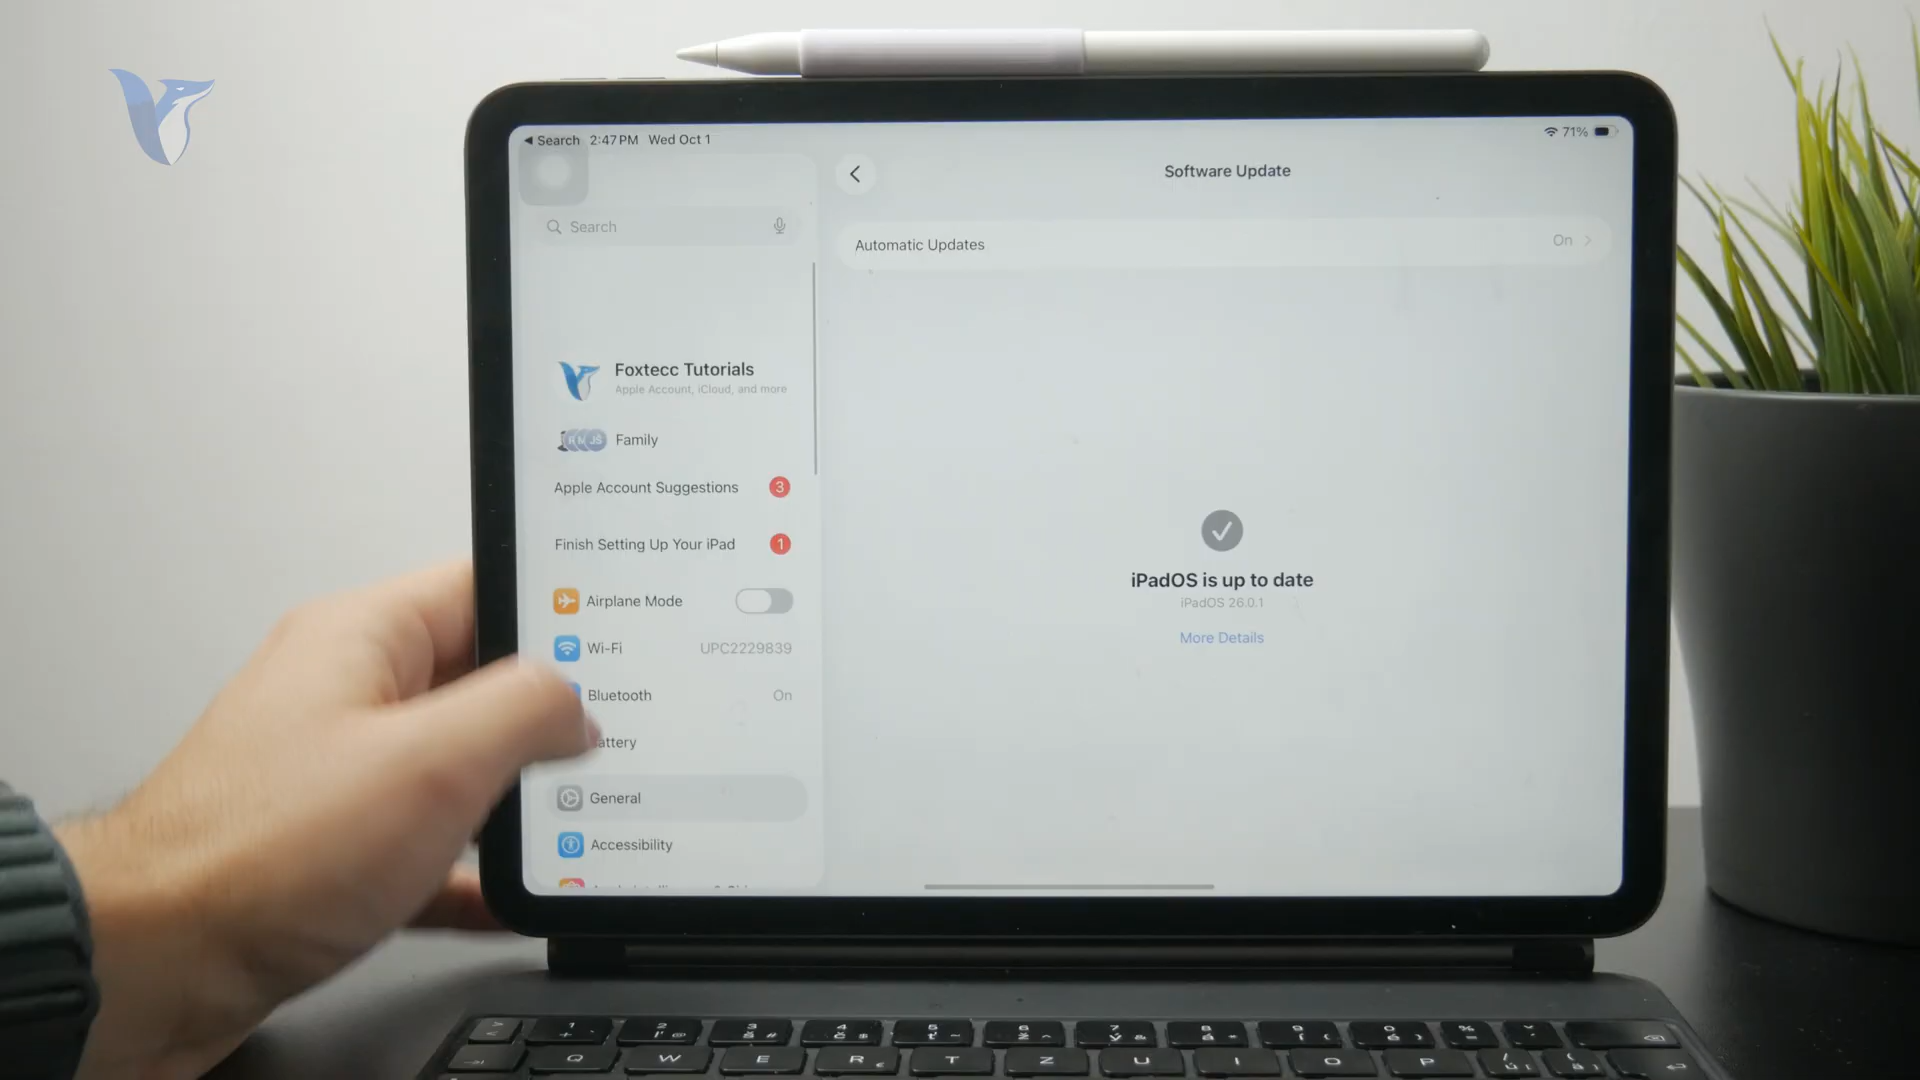 ◀ Search 2:47 PM Wed Oct 1
71%
Search
Foxtecc Tutorials
Apple Account, iCloud, and more
Family
Apple Account Suggestions 3
Finish Setting Up Your iPad 1
Airplane Mode
Wi-Fi UPC2229839
Bluetooth On
attery
General
Accessibility
Software Update
Automatic Updates On
iPadOS is up to date
iPadOS 26.0.1
More Details
Q W E R T Z U I O P